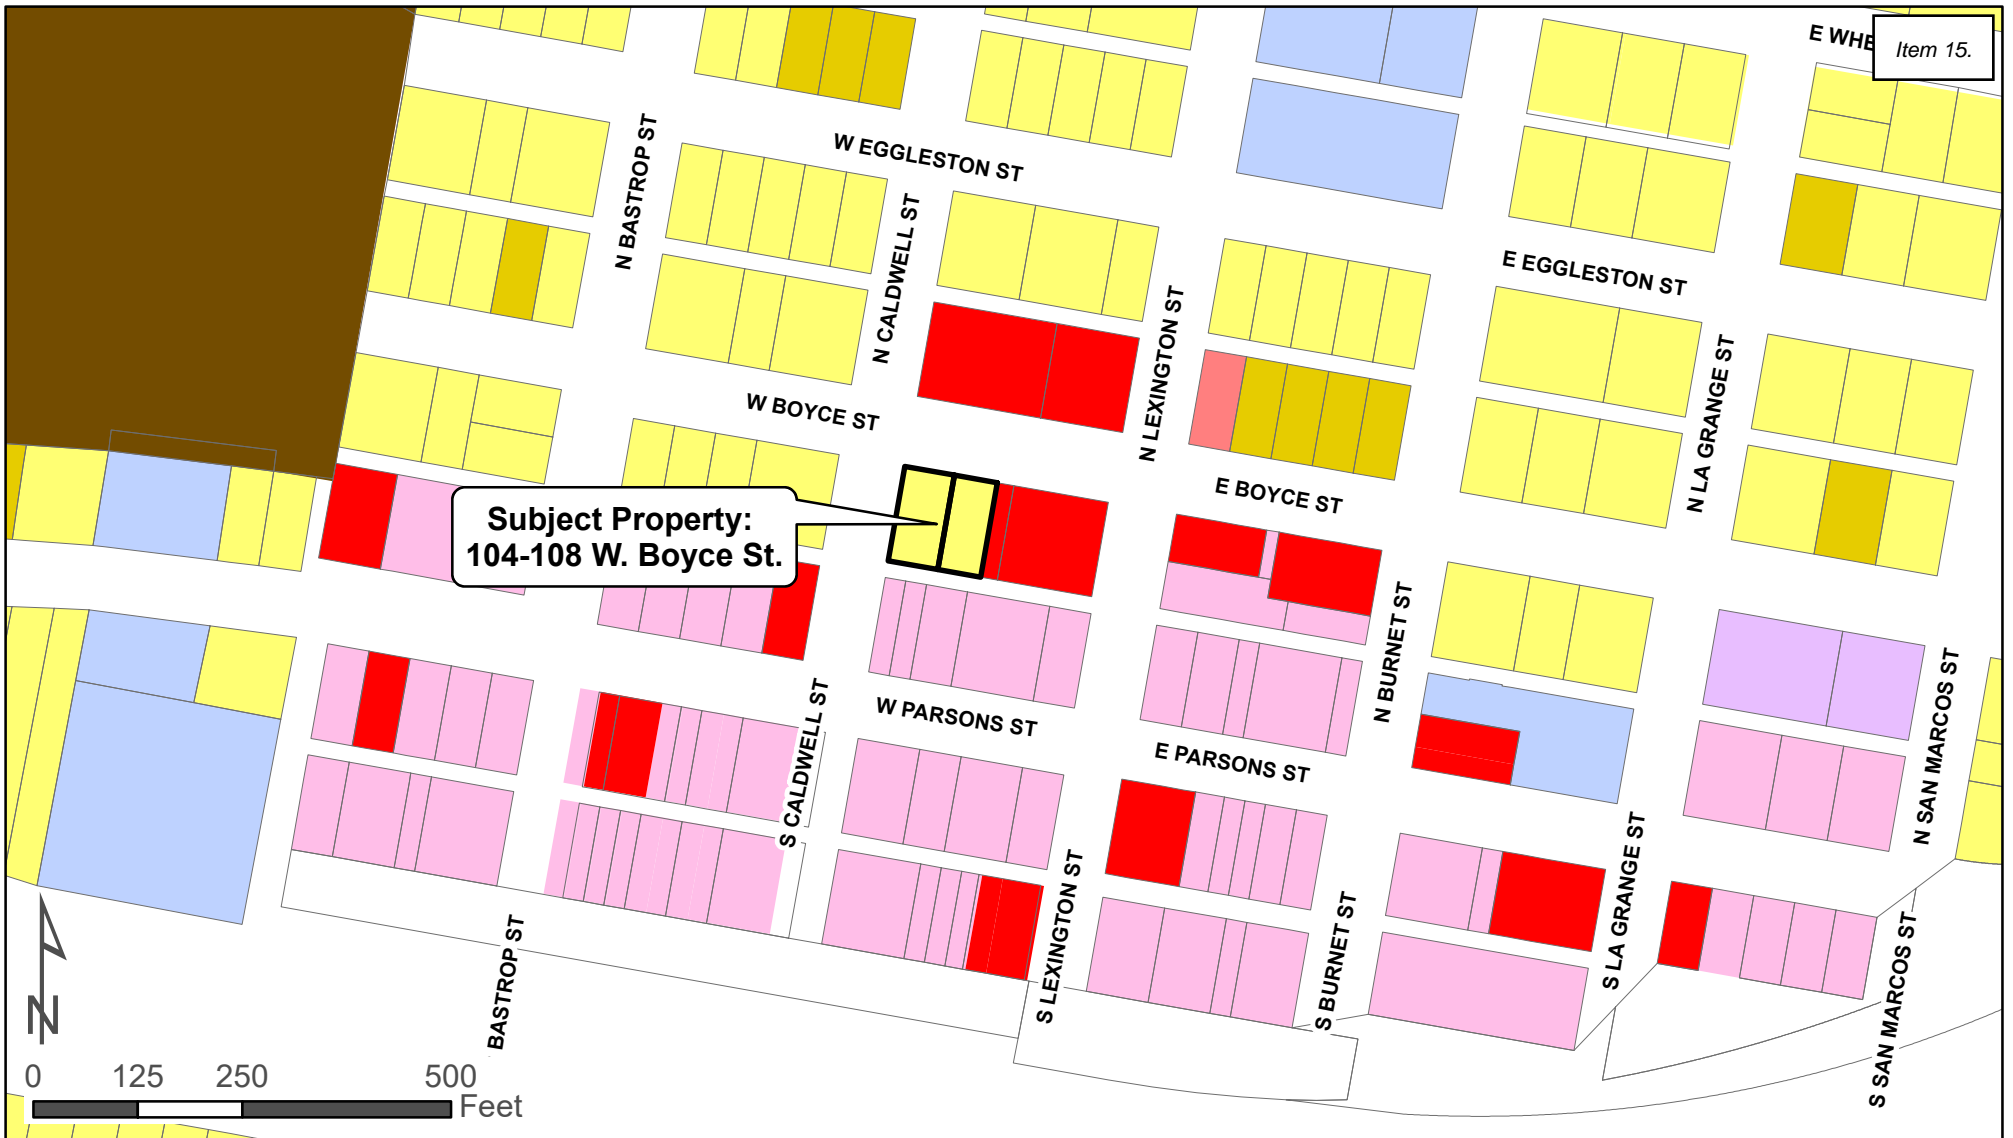 E WHE
Item 15.
W EGGLESTON ST
N BASTROP ST
N CALDWELL ST
E EGGLESTON ST
N LEXINGTON ST
N LA GRANGE ST
W BOYCE ST
E BOYCE ST
Subject Property:
104-108 W. Boyce St.
N BURNET ST
N SAN MARCOS ST
S CALDWELL ST
W PARSONS ST
E PARSONS ST
S LEXINGTON ST
S LA GRANGE ST
S BURNET ST
BASTROP ST
S SAN MARCOS ST
N
0 125 250 500
Feet